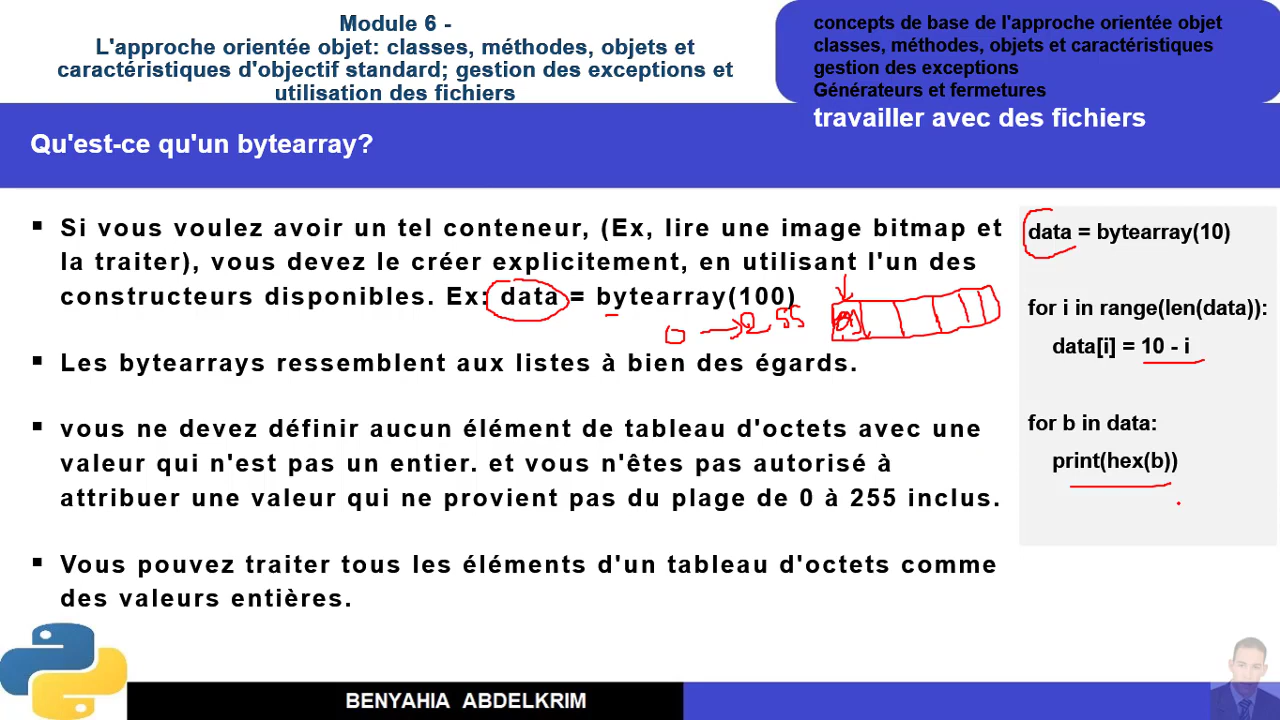 Module 6 -
L'approche orientée objet: classes, méthodes, objets et
caractéristiques d'objectif standard; gestion des exceptions et
utilisation des fichiers
concepts de base de l'approche orientée objet
classes, méthodes, objets et caractéristiques
gestion des exceptions
Générateurs et fermetures
travailler avec des fichiers
Qu'est-ce qu'un bytearray?
▪ Si vous voulez avoir un tel conteneur, (Ex, lire une image bitmap et
la traiter), vous devez le créer explicitement, en utilisant l'un des
constructeurs disponibles. Ex: data = bytearray(100)
0 → 255
▪ Les bytearrays ressemblent aux listes à bien des égards.
▪ vous ne devez définir aucun élément de tableau d'octets avec une
valeur qui n'est pas un entier. et vous n'êtes pas autorisé à
attribuer une valeur qui ne provient pas du plage de 0 à 255 inclus.
▪ Vous pouvez traiter tous les éléments d'un tableau d'octets comme
des valeurs entières.
data = bytearray(10)
for i in range(len(data)):
data[i] = 10 - i
for b in data:
print(hex(b))
BENYAHIA ABDELKRIM